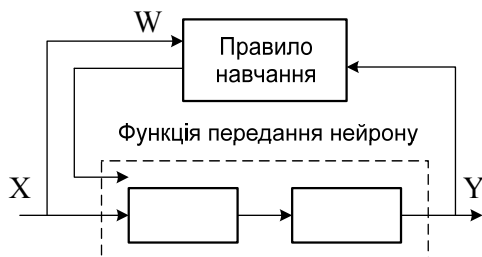 W
Правило
навчання
Функція передання нейрону
X
Y